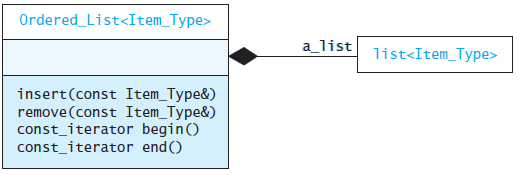 Ordered_List<Item_Type>
a_list
list<Item_Type>
insert(const Item_Type&)
remove(const Item_Type&)
const_iterator begin()
const_iterator end()